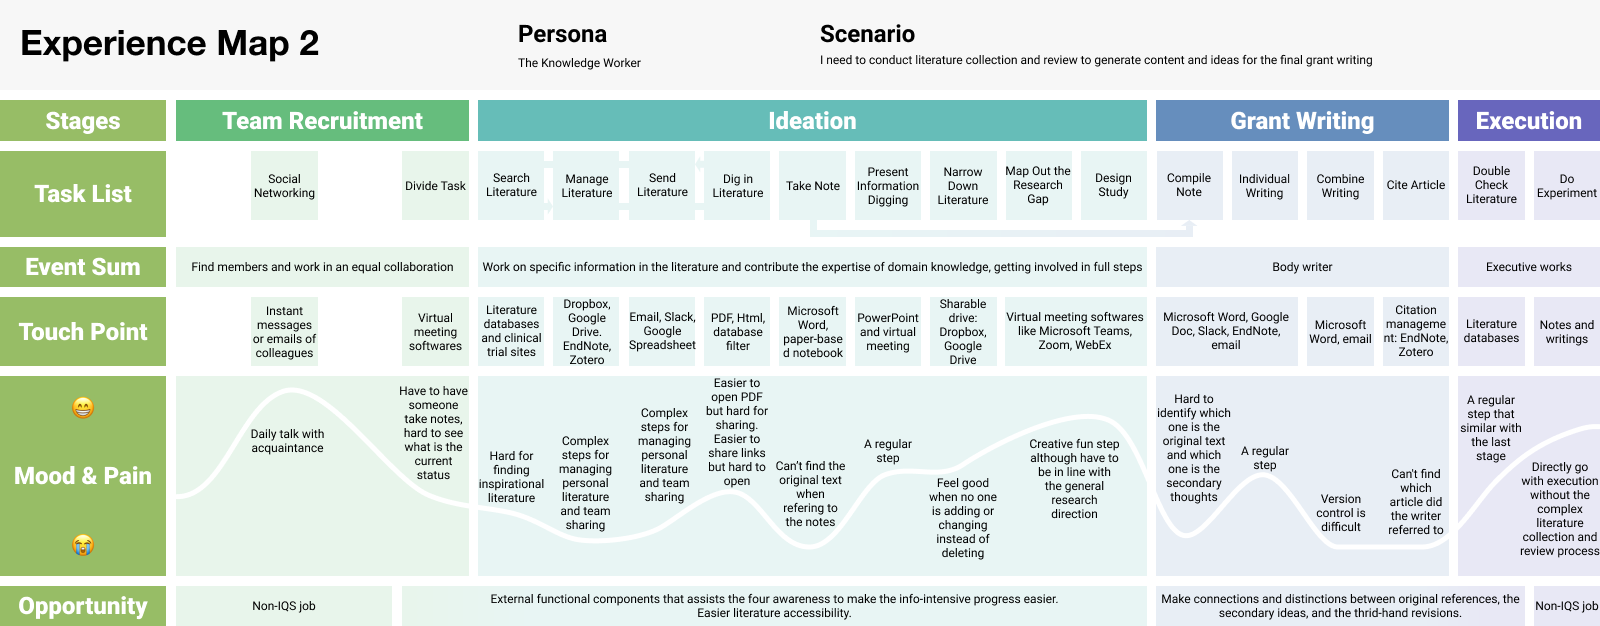 Experience Map 2
Persona
The Knowledge Worker
Scenario
I need to conduct literature collection and review to generate content and ideas for the final grant writing
Stages
Team Recruitment
Ideation
Grant Writing
Execution
Task List
Social
Networking
Divide Task
Search
Literature
Manage
Literature
Send
Literature
Dig in
Literature
Take Note
Present
Information
Digging
Narrow
Down
Literature
Map Out the
Research
Gap
Design
Study
Compile
Note
Individual
Writing
Combine
Writing
Cite Article
Double
Check
Literature
Do
Experiment
Event Sum
Find members and work in an equal collaboration
Work on specific information in the literature and contribute the expertise of domain knowledge, getting involved in full steps
Body writer
Executive works
Touch Point
Instant
messages
or emails of
colleagues
Virtual
meeting
softwares
Literature
databases
and clinical
trial sites
Dropbox,
Google
Drive.
EndNote,
Zotero
Email, Slack,
Google
Spreadsheet
PDF, Html,
database
filter
Microsoft
Word,
paper-base
d notebook
PowerPoint
and virtual
meeting
Sharable
drive:
Dropbox,
Google
Drive
Virtual meeting softwares
like Microsoft Teams,
Zoom, WebEx
Microsoft Word, Google
Doc, Slack, EndNote,
email
Microsoft
Word, email
Citation
manageme
nt: EndNote,
Zotero
Literature
databases
Notes and
writings
Mood & Pain
Daily talk with
acquaintance
Have to have
someone
take notes,
hard to see
what is the
current
status
Hard for
finding
inspirational
literature
Complex
steps for
managing
personal
literature
and team
sharing
Complex
steps for
managing
personal
literature
and team
sharing
Easier to
open PDF
but hard for
sharing.
Easier to
share links
but hard to
open
Can't find the
original text
when
refering to
the notes
A regular
step
Feel good
when no one
is adding or
changing
instead of
deleting
Creative fun step
although have to
be in line with
the general
research
direction
Hard to
identify which
one is the
original text
and which
one is the
secondary
thoughts
A regular
step
Version
control is
difficult
Can't find
which
article did
the writer
referred to
A regular
step that
similar with
the last
stage
Directly go
with execution
without the
complex
literature
collection and
review process
Opportunity
Non-IQS job
External functional components that assists the four awareness to make the info-intensive progress easier.
Easier literature accessibility.
Make connections and distinctions between original references, the
secondary ideas, and the thrid-hand revisions.
Non-IQS job